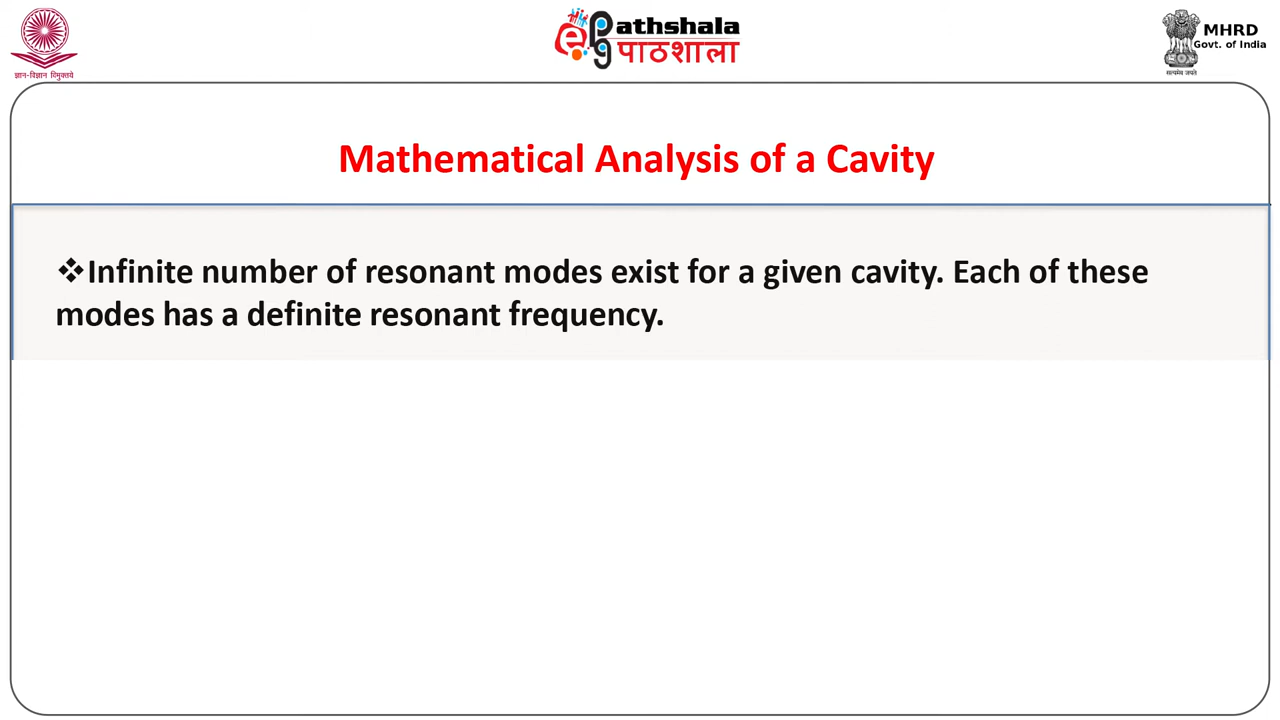 ज्ञान-विज्ञान विमुक्तये
ePathshala
पाठशाला
MHRD
Govt. of India
सत्यमेव जयते
Mathematical Analysis of a Cavity
❖Infinite number of resonant modes exist for a given cavity. Each of these
modes has a definite resonant frequency.